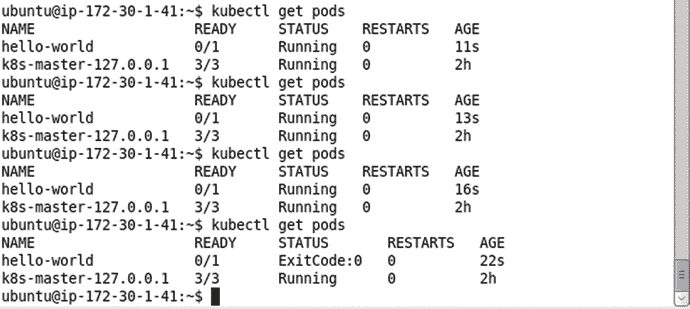 ubuntu@ip-172-30-1-41:~$ kubectl get pods
NAME READY STATUS RESTARTS AGE
hello-world 0/1 Running 0 11s
k8s-master-127.0.0.1 3/3 Running 0 2h
ubuntu@ip-172-30-1-41:~$ kubectl get pods
NAME READY STATUS RESTARTS AGE
hello-world 0/1 Running 0 13s
k8s-master-127.0.0.1 3/3 Running 0 2h
ubuntu@ip-172-30-1-41:~$ kubectl get pods
NAME READY STATUS RESTARTS AGE
hello-world 0/1 Running 0 16s
k8s-master-127.0.0.1 3/3 Running 0 2h
ubuntu@ip-172-30-1-41:~$ kubectl get pods
NAME READY STATUS RESTARTS AGE
hello-world 0/1 ExitCode:0 0 22s
k8s-master-127.0.0.1 3/3 Running 0 2h
ubuntu@ip-172-30-1-41:~$